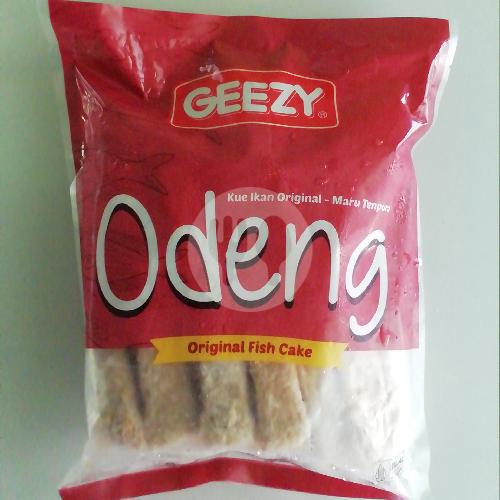 GEEZY
Kue Ikan Original - Maru Tempura
Odeng
Original Fish Cake